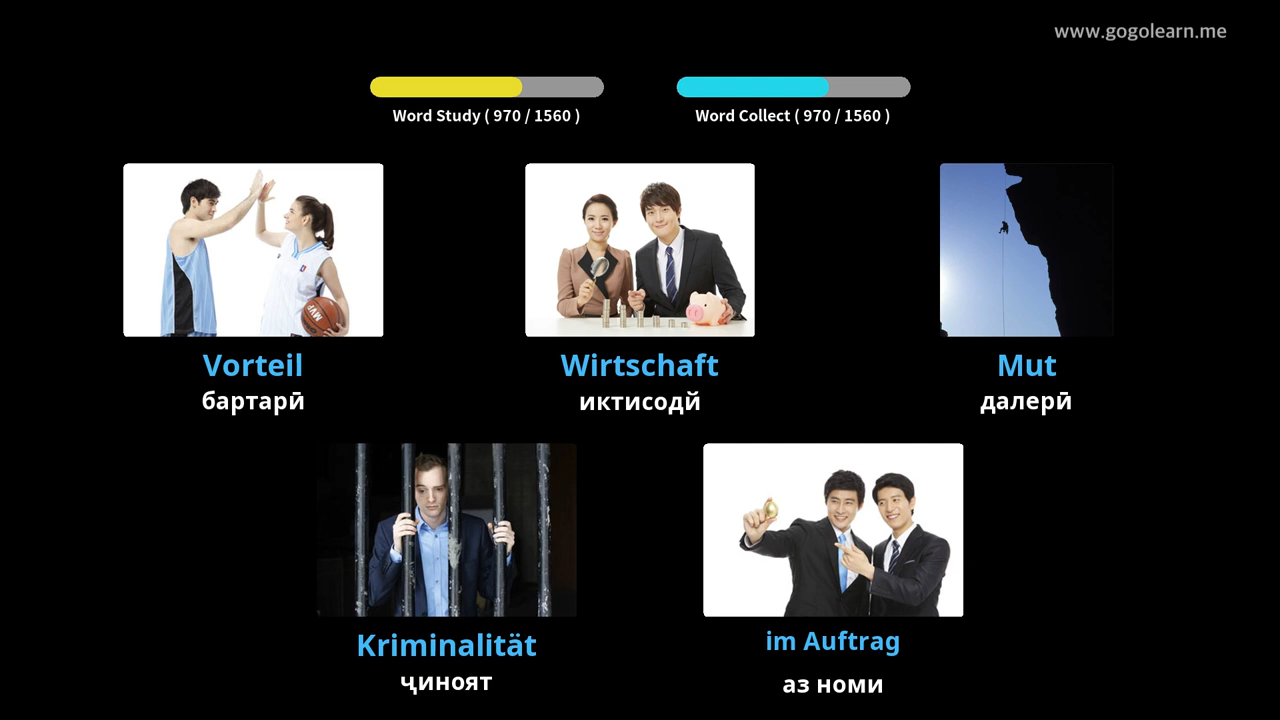 www.gogolearn.me
Word Study ( 970 / 1560 )
Word Collect ( 970 / 1560 )
Vorteil
бартарӣ
Wirtschaft
иктисодӣ
Mut
далерӣ
Kriminalität
ҷиноят
im Auftrag
аз номи